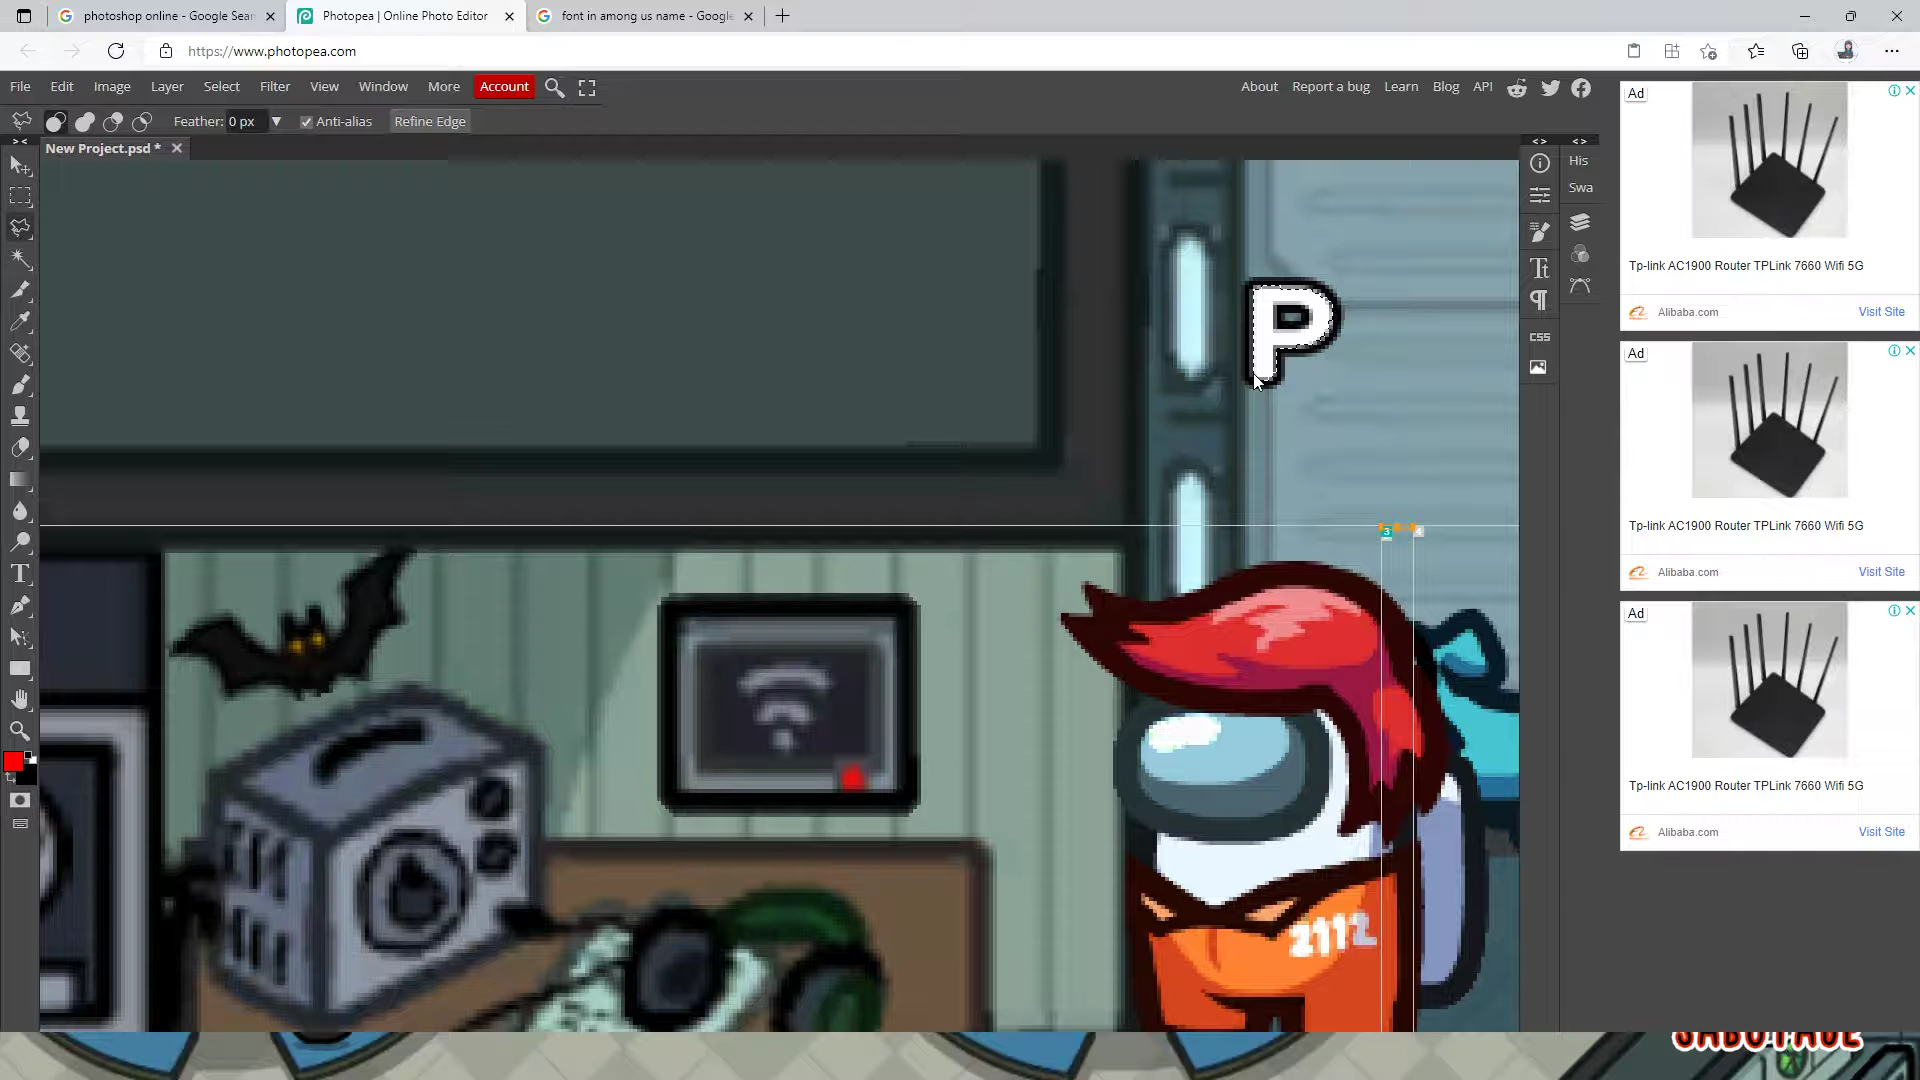 photoshop online - Google Sear
Photopea | Online Photo Editor
font in among us name - Google
https://www.photopea.com
File Edit Image Layer Select Filter View Window More Account
About Report a bug Learn Blog API
Feather: 0 px Anti-alias Refine Edge
New Project.psd *
His
Swa
CSS
P
3 4
2112
Ad
Tp-link AC1900 Router TPLink 7660 Wifi 5G
Alibaba.com Visit Site
Ad
Tp-link AC1900 Router TPLink 7660 Wifi 5G
Alibaba.com Visit Site
Ad
Tp-link AC1900 Router TPLink 7660 Wifi 5G
Alibaba.com Visit Site
SABOTAGE